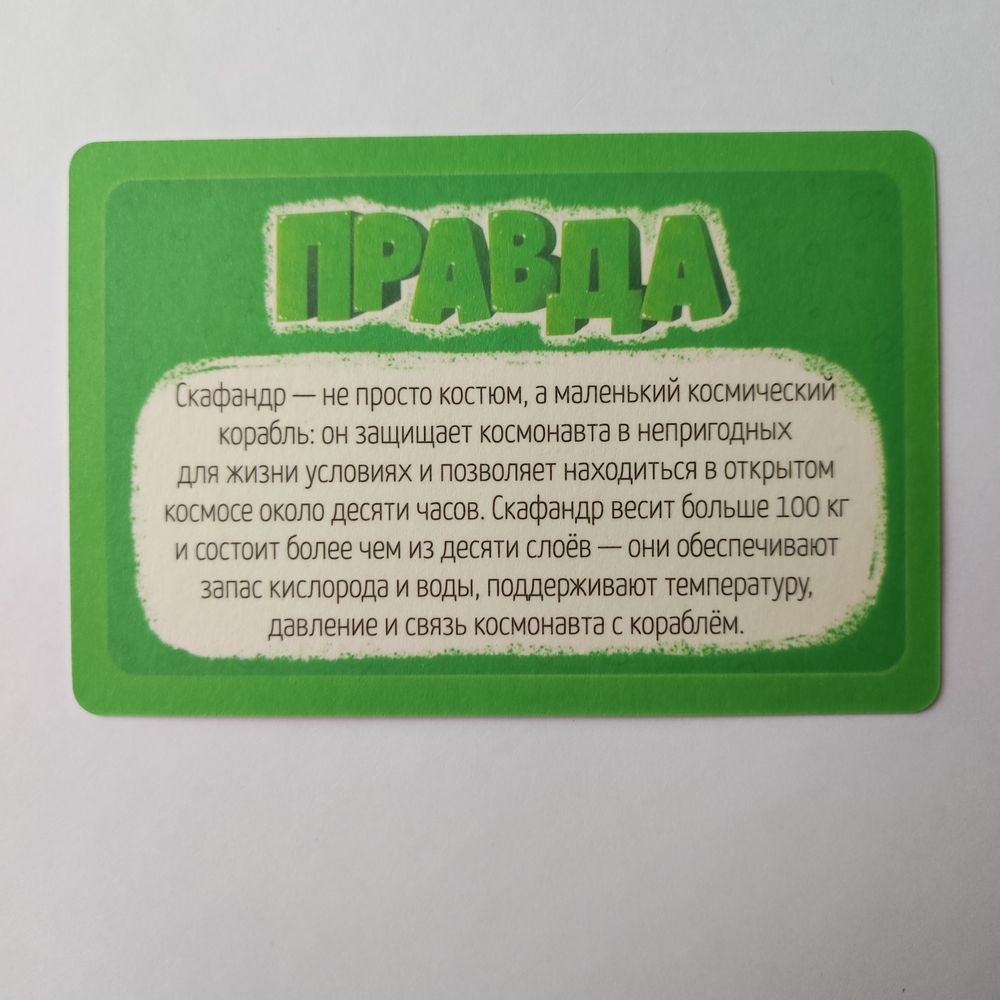 ПРАВДА
Скафандр — не просто костюм, а маленький космический
корабль: он защищает космонавта в непригодных
для жизни условиях и позволяет находиться в открытом
космосе около десяти часов. Скафандр весит больше 100 кг
и состоит более чем из десяти слоёв — они обеспечивают
запас кислорода и воды, поддерживают температуру,
давление и связь космонавта с кораблём.